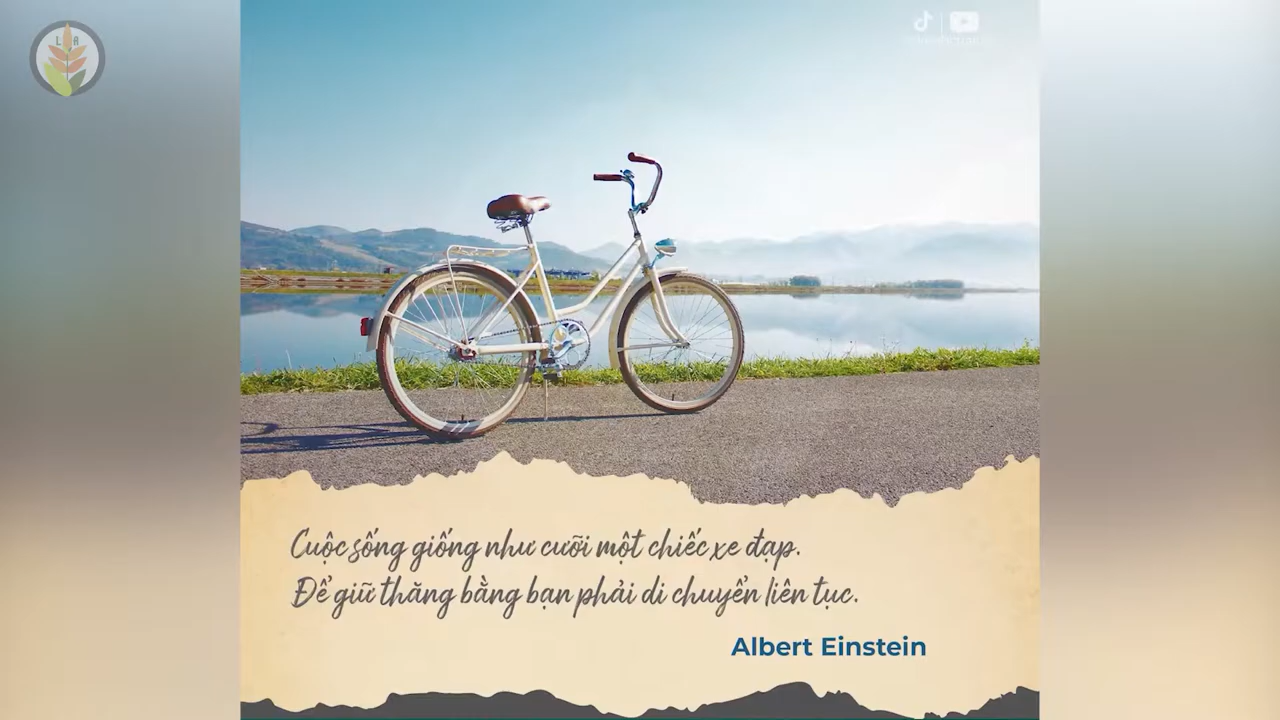 L R
Cuộc sống giống như cưỡi một chiếc xe đạp.
Để giữ thăng bằng bạn phải di chuyển liên tục.
Albert Einstein